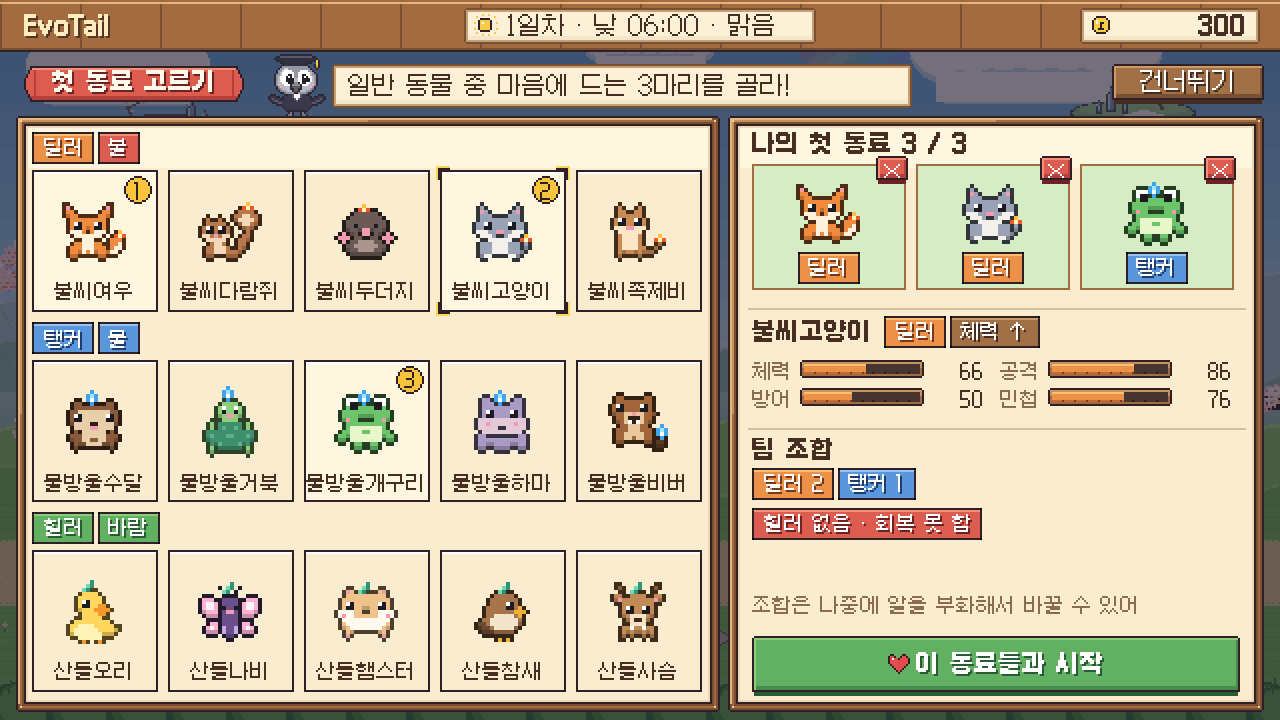 EvoTail
1일차 · 낮 06:00 · 맑음
300
첫 동료 고르기
일반 동물 중 마음에 드는 3마리를 골라!
건너뛰기
딜러 불
1
2
불씨여우 불씨다람쥐 불씨두더지 불씨고양이 불씨족제비
탱커 물
3
물방울수달 물방울거북 물방울개구리 물방울하마 물방울비버
힐러 바람
산들오리 산들나비 산들햄스터 산들참새 산들사슴
나의 첫 동료 3 / 3
딜러 딜러 탱커
불씨고양이 딜러 체력 ↑
체력 66 공격 86
방어 50 민첩 76
팀 조합
딜러 2 탱커 1
힐러 없음 · 회복 못 함
조합은 나중에 알을 부화해서 바꿀 수 있어
이 동료들과 시작